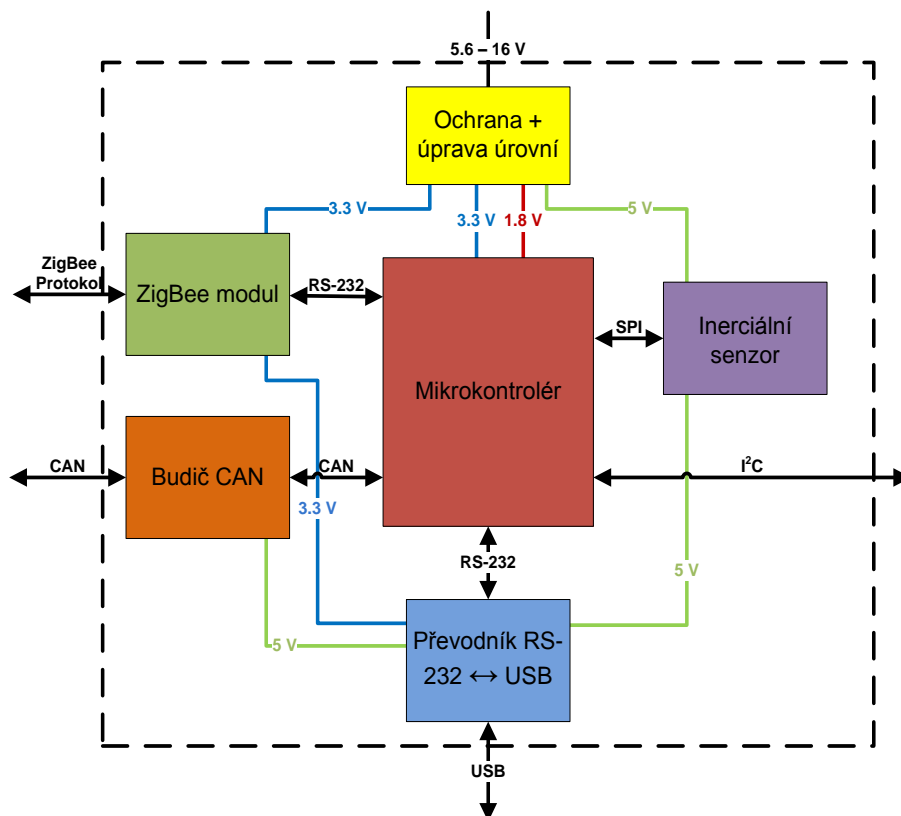 5.6 – 16 V
Ochrana +
úprava úrovní
3.3 V
3.3 V
1.8 V
5 V
ZigBee
Protokol
ZigBee modul
RS-232
Mikrokontrolér
SPI
Inerciální
senzor
CAN
Budič CAN
CAN
I²C
3.3 V
RS-232
5 V
5 V
Převodník RS-
232 ↔ USB
USB